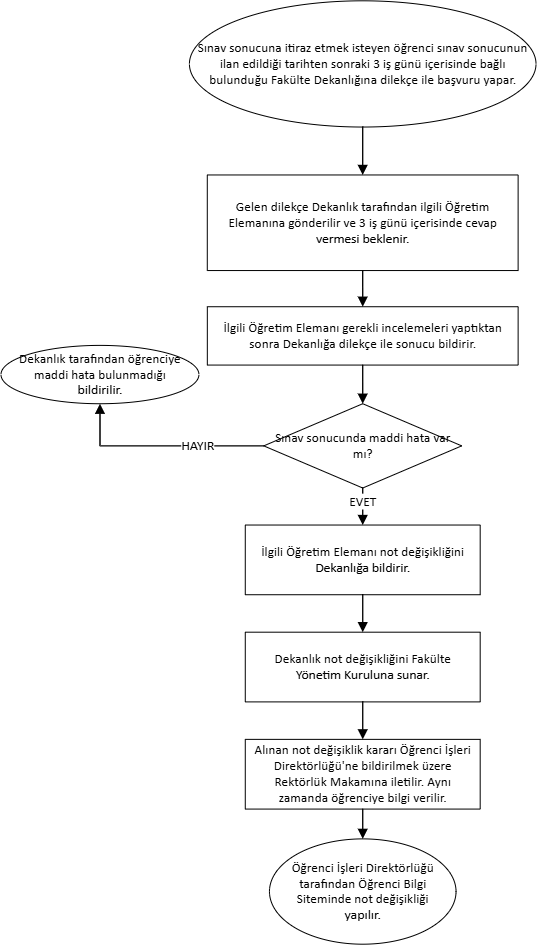 Sınav sonucuna itiraz etmek isteyen öğrenci sınav sonucunun
ilan edildiği tarihten sonraki 3 iş günü içerisinde bağlı
bulunduğu Fakülte Dekanlığına dilekçe ile başvuru yapar.
Gelen dilekçe Dekanlık tarafından ilgili Öğretim
Elemanına gönderilir ve 3 iş günü içerisinde cevap
vermesi beklenir.
İlgili Öğretim Elemanı gerekli incelemeleri yaptıktan
sonra Dekanlığa dilekçe ile sonucu bildirir.
Dekanlık tarafından öğrenciye
maddi hata bulunmadığı
bildirilir.
Sınav sonucunda maddi hata var
mı?
HAYIR
EVET
İlgili Öğretim Elemanı not değişikliğini
Dekanlığa bildirir.
Dekanlık not değişikliğini Fakülte
Yönetim Kuruluna sunar.
Alınan not değişiklik kararı Öğrenci İşleri
Direktörlüğü'ne bildirilmek üzere
Rektörlük Makamına iletilir. Aynı
zamanda öğrenciye bilgi verilir.
Öğrenci İşleri Direktörlüğü
tarafından Öğrenci Bilgi
Siteminde not değişikliği
yapılır.